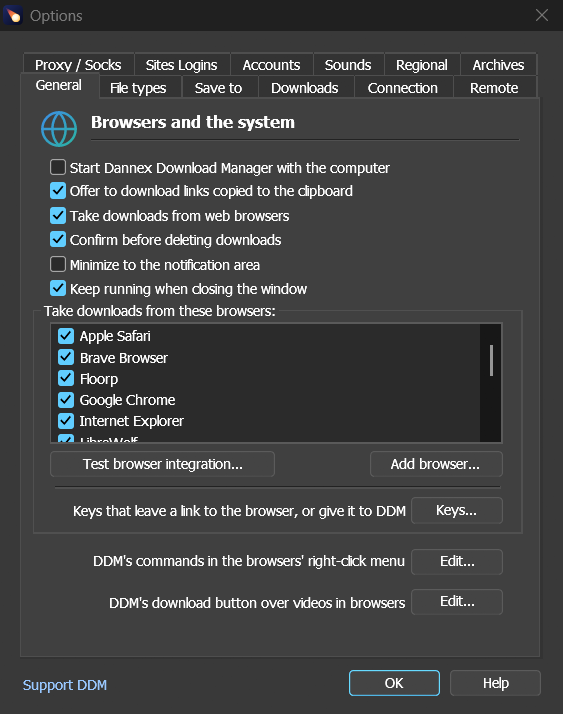 Options
Proxy / Socks
Sites Logins
Accounts
Sounds
Regional
Archives
General
File types
Save to
Downloads
Connection
Remote
Browsers and the system
Start Dannex Download Manager with the computer
Offer to download links copied to the clipboard
Take downloads from web browsers
Confirm before deleting downloads
Minimize to the notification area
Keep running when closing the window
Take downloads from these browsers:
Apple Safari
Brave Browser
Floorp
Google Chrome
Internet Explorer
LibreWolf
Test browser integration...
Add browser...
Keys that leave a link to the browser, or give it to DDM
Keys...
DDM's commands in the browsers' right-click menu
Edit...
DDM's download button over videos in browsers
Edit...
Support DDM
OK
Help